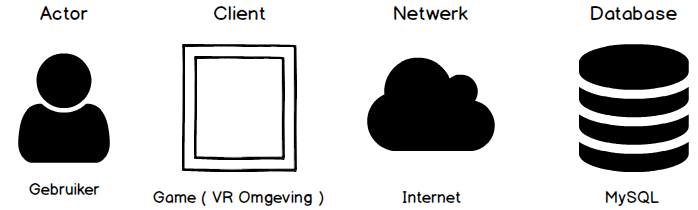 Actor Client Netwerk Database
Gebruiker Game ( VR Omgeving ) Internet MySQL